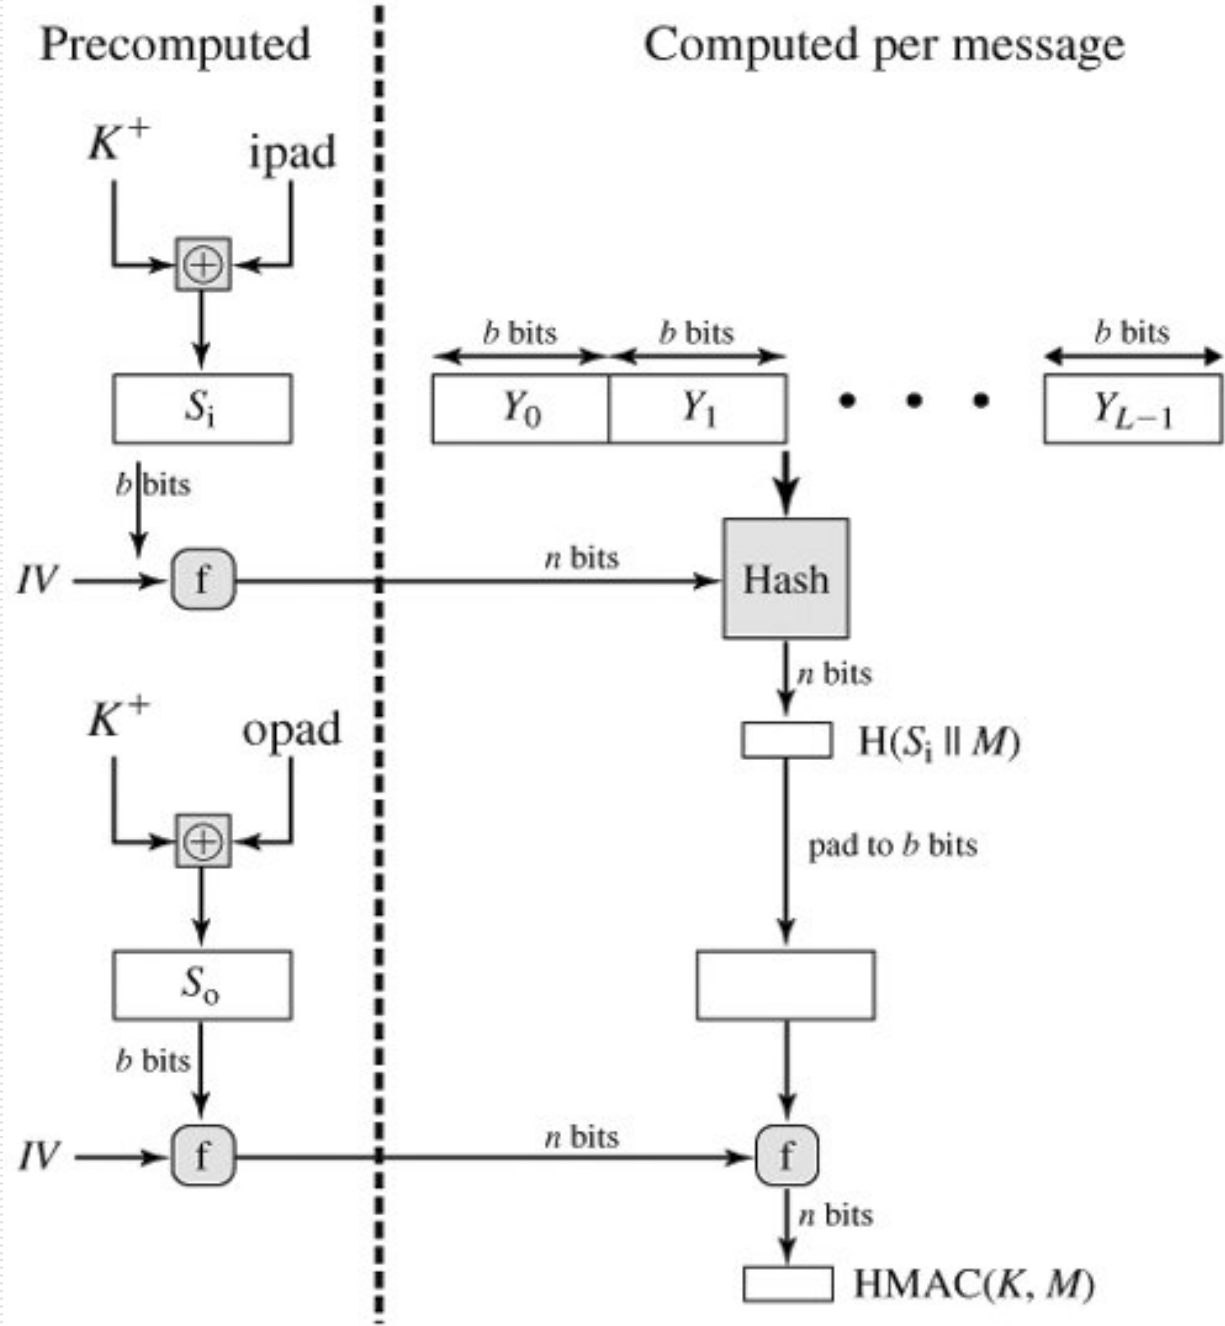 Precomputed
Computed per message
K⁺
ipad
⊕
b bits
b bits
b bits
Sᵢ
Y₀
Y₁
• • •
Y_{L−1}
b bits
IV
f
n bits
Hash
n bits
K⁺
opad
H(Sᵢ || M)
⊕
pad to b bits
Sₒ
b bits
IV
f
n bits
f
n bits
HMAC(K, M)